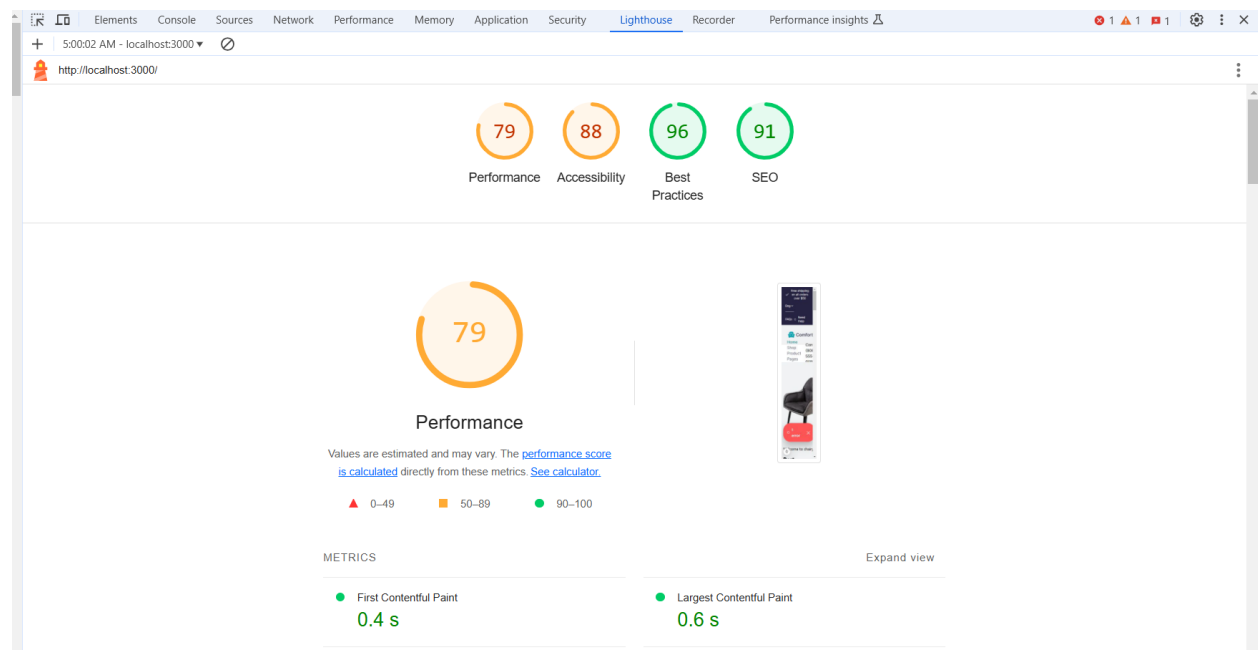 Elements Console Sources Network Performance Memory Application Security Lighthouse Recorder Performance insights 1 1 1
5:00:02 AM - localhost:3000
http://localhost:3000/
79 88 96 91
Performance Accessibility Best Practices SEO
79
Performance
Values are estimated and may vary. The performance score
is calculated directly from these metrics. See calculator.
0–49 50–89 90–100
METRICS Expand view
First Contentful Paint Largest Contentful Paint
0.4 s 0.6 s